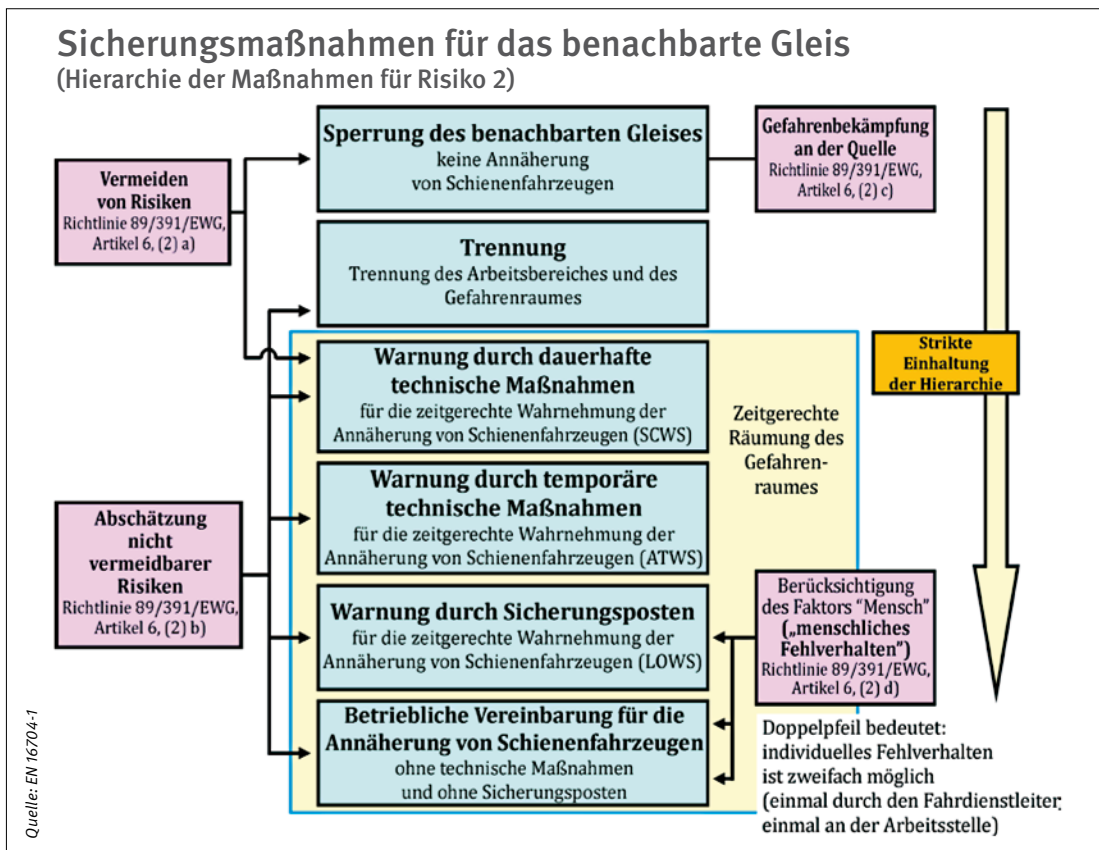 Sicherungsmaßnahmen für das benachbarte Gleis
(Hierarchie der Maßnahmen für Risiko 2)
Sperrung des benachbarten Gleises
keine Annäherung
von Schienenfahrzeugen
Gefahrenbekämpfung
an der Quelle
Richtlinie 89/391/EWG,
Artikel 6, (2) c)
Vermeiden
von Risiken
Richtlinie 89/391/EWG,
Artikel 6, (2) a)
Trennung
Trennung des Arbeitsbereiches und des
Gefahrenraumes
Strikte
Einhaltung
der Hierarchie
Warnung durch dauerhafte
technische Maßnahmen
für die zeitgerechte Wahrnehmung der
Annäherung von Schienenfahrzeugen (SCWS)
Zeitgerechte
Räumung des
Gefahren-
raumes
Warnung durch temporäre
technische Maßnahmen
für die zeitgerechte Wahrnehmung der
Annäherung von Schienenfahrzeugen (ATWS)
Abschätzung
nicht
vermeidbarer
Risiken
Richtlinie 89/391/EWG,
Artikel 6, (2) b)
Warnung durch Sicherungsposten
für die zeitgerechte Wahrnehmung der
Annäherung von Schienenfahrzeugen (LOWS)
Berücksichtigung
des Faktors “Mensch”
(„menschliches
Fehlverhalten”)
Richtlinie 89/391/EWG,
Artikel 6, (2) d)
Betriebliche Vereinbarung für die
Annäherung von Schienenfahrzeugen
ohne technische Maßnahmen
und ohne Sicherungsposten
Doppelpfeil bedeutet:
individuelles Fehlverhalten
ist zweifach möglich
(einmal durch den Fahrdienstleiter;
einmal an der Arbeitsstelle)
Quelle: EN 16704-1